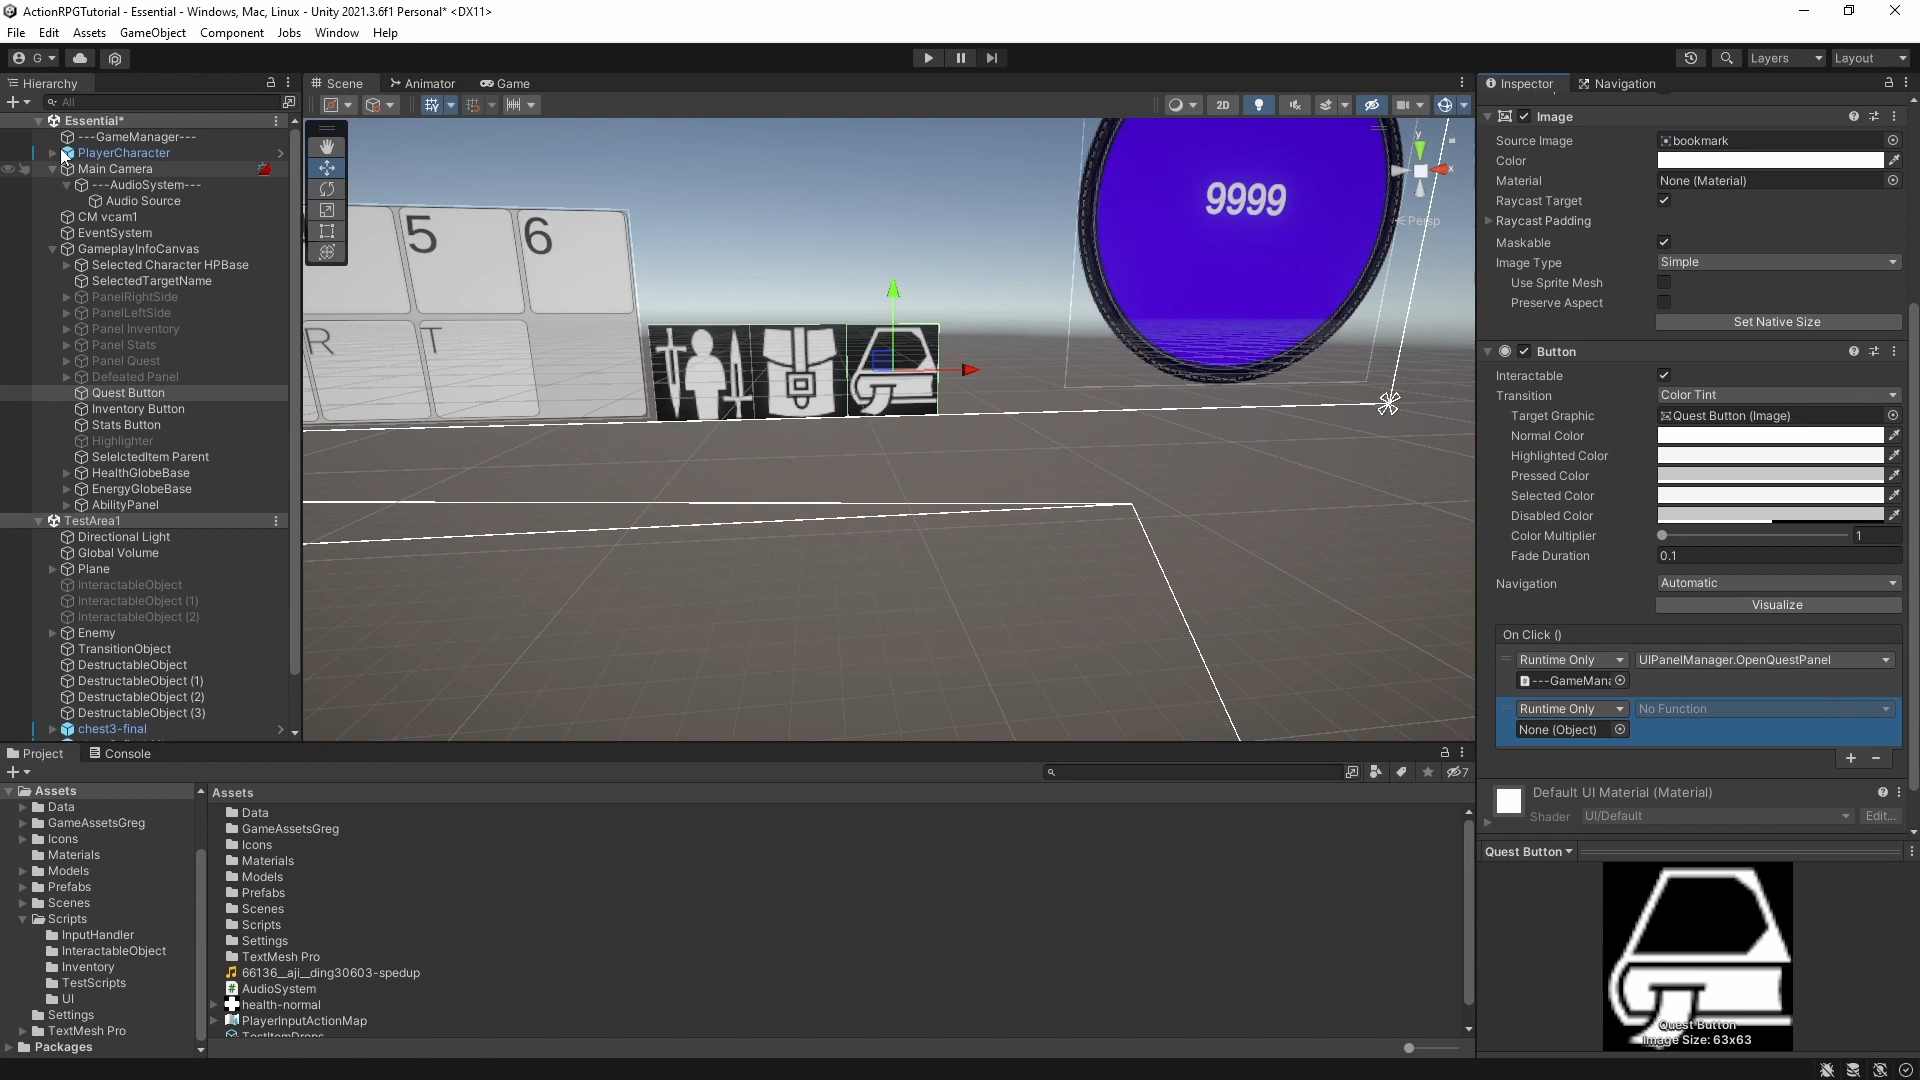 ActionRPGTutorial - Essential - Windows, Mac, Linux - Unity 2021.3.6f1 Personal* <DX11>
File Edit Assets GameObject Component Jobs Window Help
G Layers Layout
Hierarchy
All
Essential*
---GameManager---
PlayerCharacter
Main Camera
---AudioSystem---
Audio Source
CM vcam1
EventSystem
GameplayInfoCanvas
Selected Character HPBase
SelectedTargetName
PanelRightSide
PanelLeftSide
Panel Inventory
Panel Stats
Panel Quest
Defeated Panel
Quest Button
Inventory Button
Stats Button
Highlighter
SelelctedItem Parent
HealthGlobeBase
EnergyGlobeBase
AbilityPanel
TestArea1
Directional Light
Global Volume
Plane
InteractableObject
InteractableObject (1)
InteractableObject (2)
Enemy
TransitionObject
DestructableObject
DestructableObject (1)
DestructableObject (2)
DestructableObject (3)
chest3-final
Scene Animator Game
2D
5 6
R T
9999
y
x
Persp
Inspector Navigation
Image
Source Image bookmark
Color
Material None (Material)
Raycast Target
Raycast Padding
Maskable
Image Type Simple
Use Sprite Mesh
Preserve Aspect
Set Native Size
Button
Interactable
Transition Color Tint
Target Graphic Quest Button (Image)
Normal Color
Highlighted Color
Pressed Color
Selected Color
Disabled Color
Color Multiplier 1
Fade Duration 0.1
Navigation Automatic
Visualize
On Click ()
Runtime Only UIPanelManager.OpenQuestPanel
---GameMana
Runtime Only No Function
None (Object)
Default UI Material (Material)
Shader UI/Default Edit...
Quest Button
Quest Button
Image Size: 63x63
Project Console
7
Assets
Data
GameAssetsGreg
Icons
Materials
Models
Prefabs
Scenes
Scripts
InputHandler
InteractableObject
Inventory
TestScripts
UI
Settings
TextMesh Pro
Packages
Assets
Data
GameAssetsGreg
Icons
Materials
Models
Prefabs
Scenes
Scripts
Settings
TextMesh Pro
66136__aji__ding30603-spedup
AudioSystem
health-normal
PlayerInputActionMap
TestItemDrops